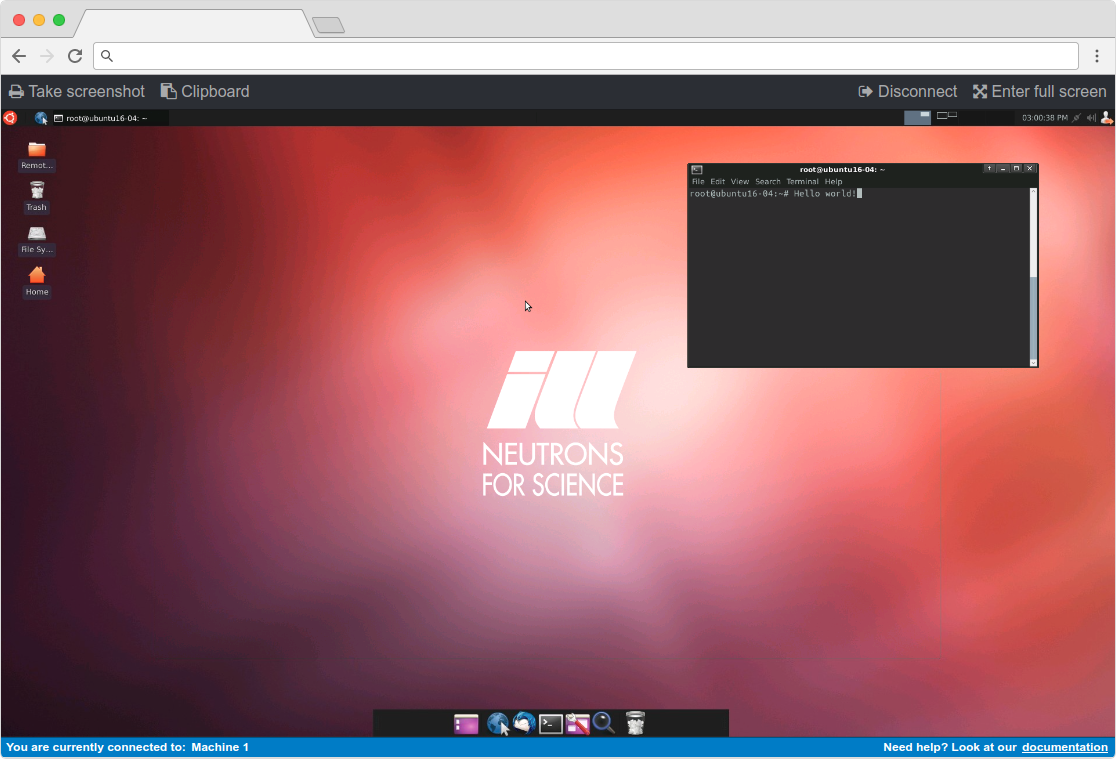 Take screenshot
Clipboard
Disconnect
Enter full screen
root@ubuntu16-04: ~
03:00:38 PM
Remot...
Trash
File Sy...
Home
root@ubuntu16-04: ~
File Edit View Search Terminal Help
root@ubuntu16-04:~# Hello world!
ill
NEUTRONS
FOR SCIENCE
You are currently connected to: Machine 1
Need help? Look at our documentation